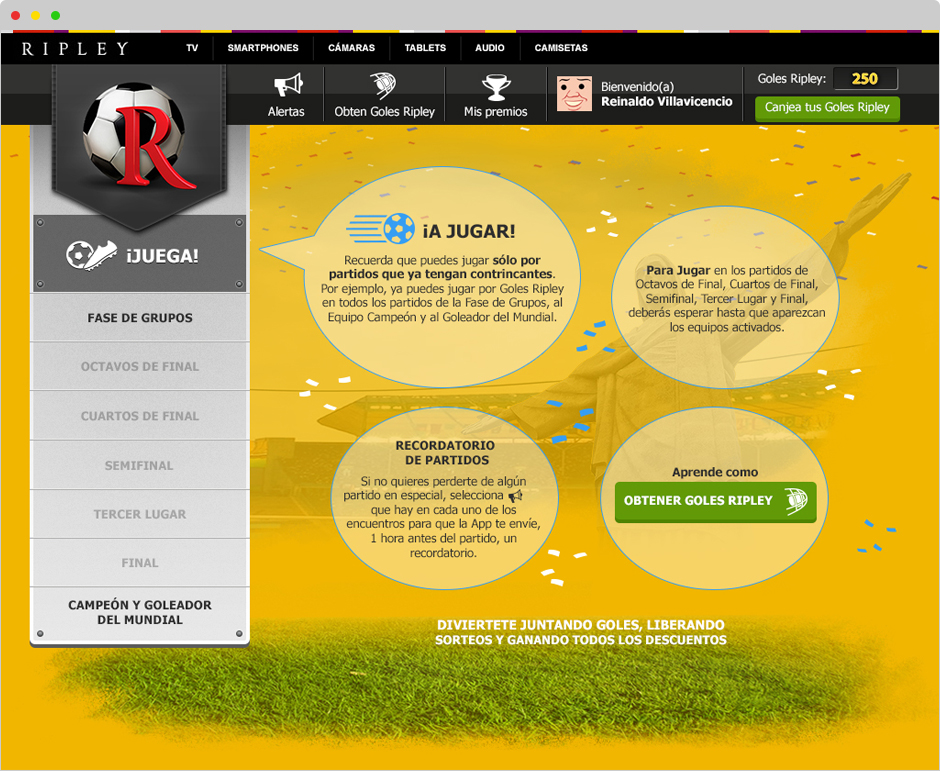 RIPLEY
TV SMARTPHONES CÁMARAS TABLETS AUDIO CAMISETAS
R
Alertas
Obten Goles Ripley
Mis premios
Bienvenido(a)
Reinaldo Villavicencio
Goles Ripley: 250
Canjea tus Goles Ripley
¡JUEGA!
FASE DE GRUPOS
OCTAVOS DE FINAL
CUARTOS DE FINAL
SEMIFINAL
TERCER LUGAR
FINAL
CAMPEÓN Y GOLEADOR
DEL MUNDIAL
¡A JUGAR!
Recuerda que puedes jugar sólo por
partidos que ya tengan contrincantes.
Por ejemplo, ya puedes jugar por Goles Ripley
en todos los partidos de la Fase de Grupos, al
Equipo Campeón y al Goleador del Mundial.
Para Jugar en los partidos de
Octavos de Final, Cuartos de Final,
Semifinal, Tercer Lugar y Final,
deberás esperar hasta que aparezcan
los equipos activados.
RECORDATORIO
DE PARTIDOS
Si no quieres perderte de algún
partido en especial, selecciona
que hay en cada uno de los
encuentros para que la App te envíe,
1 hora antes del partido, un
recordatorio.
Aprende como
OBTENER GOLES RIPLEY
DIVIERTETE JUNTANDO GOLES, LIBERANDO
SORTEOS Y GANANDO TODOS LOS DESCUENTOS